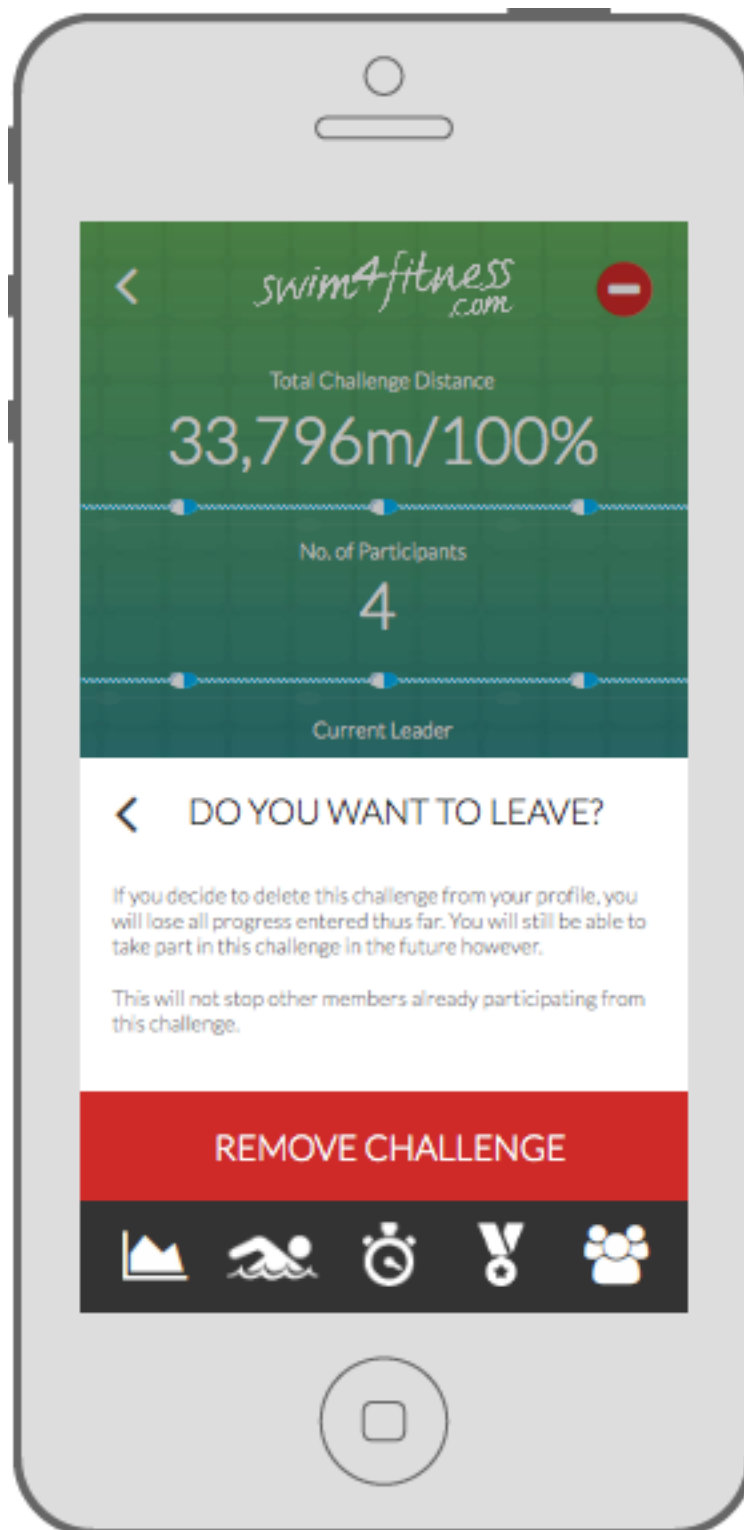 swim4fitness
.com
Total Challenge Distance
33,796m/100%
No. of Participants
4
Current Leader
DO YOU WANT TO LEAVE?
If you decide to delete this challenge from your profile, you
will lose all progress entered thus far. You will still be able to
take part in this challenge in the future however.
This will not stop other members already participating from
this challenge.
REMOVE CHALLENGE